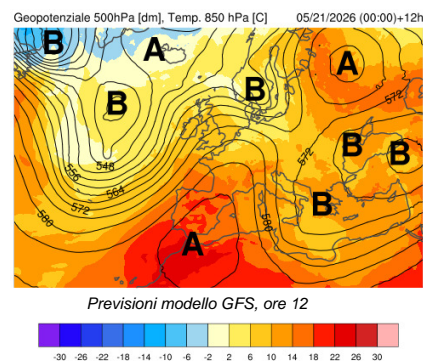 Geopotenziale 500hPa [dm], Temp. 850 hPa [C] 05/21/2026 (00:00)+12h
B A A
B B
572
556
548
564
572
580
572
B B
B
580
A
Previsioni modello GFS, ore 12
-30 -26 -22 -18 -14 -10 -6 -2 2 6 10 14 18 22 26 30